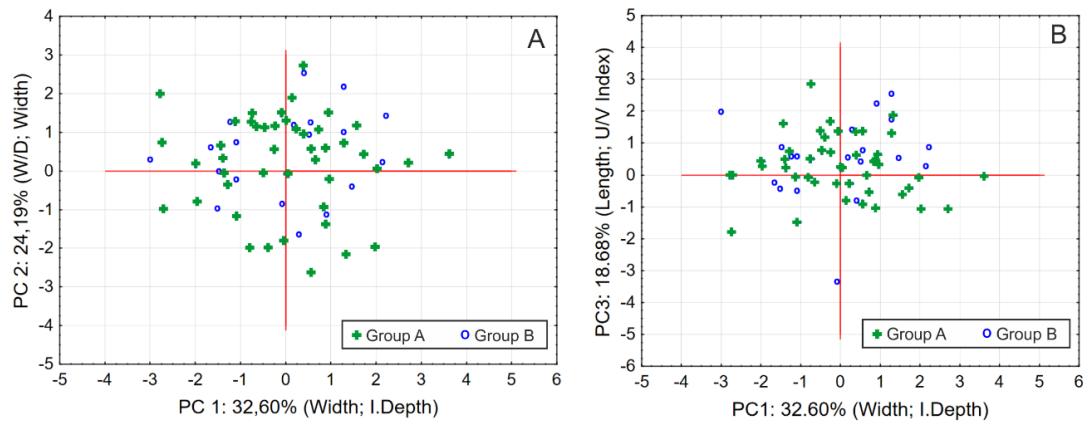 A
PC 2: 24,19% (W/D; Width)
4
3
2
1
0
-1
-2
-3
-4
-5
-5 -4 -3 -2 -1 0 1 2 3 4 5 6
Group A Group B
PC 1: 32,60% (Width; I.Depth)
B
PC3: 18.68% (Length; U/V Index)
5
4
3
2
1
0
-1
-2
-3
-4
-5
-6
-5 -4 -3 -2 -1 0 1 2 3 4 5 6
Group A Group B
PC1: 32.60% (Width; I.Depth)